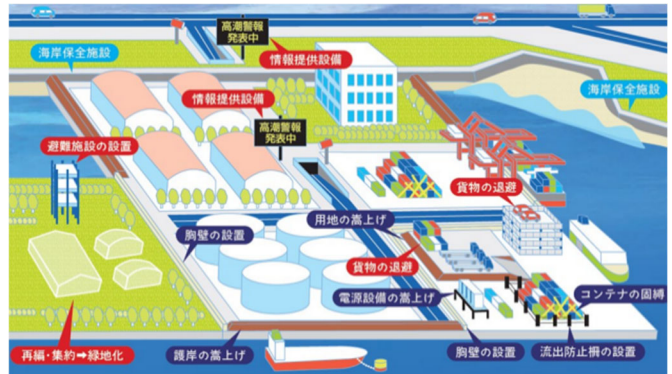 高潮警報
発表中
海岸保全施設
情報提供設備
海岸保全施設
情報提供設備
高潮警報
発表中
避難施設の設置
貨物の退避
用地の嵩上げ
胸壁の設置
貨物の退避
電源設備の嵩上げ
コンテナの固縛
再編・集約➡緑地化
護岸の嵩上げ
胸壁の設置
流出防止柵の設置